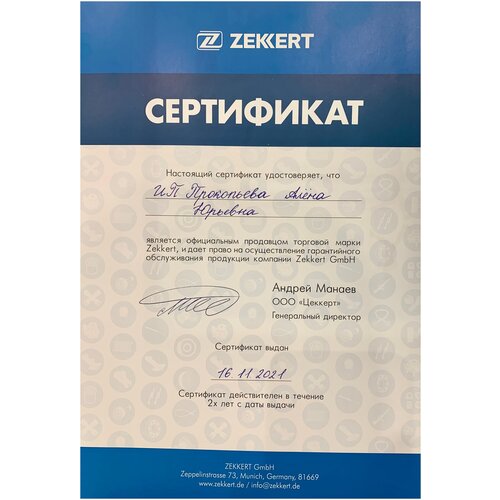 ZEKKERT
СЕРТИФИКАТ
Настоящий сертификат удостоверяет, что
ИП Прокопьева Алёна
Юрьевна
является официальным продавцом торговой марки
Zekkert, и дает право на осуществление гарантийного
обслуживания продукции компании Zekkert GmbH
Андрей Манаев
ООО «Цеккерт»
Генеральный директор
Сертификат выдан
16.11.2021
Сертификат действителен в течение
2х лет с даты выдачи
ZEKKERT GmbH
Zeppelinstrasse 73, Munich, Germany, 81669
www.zekkert.de / info@zekkert.de